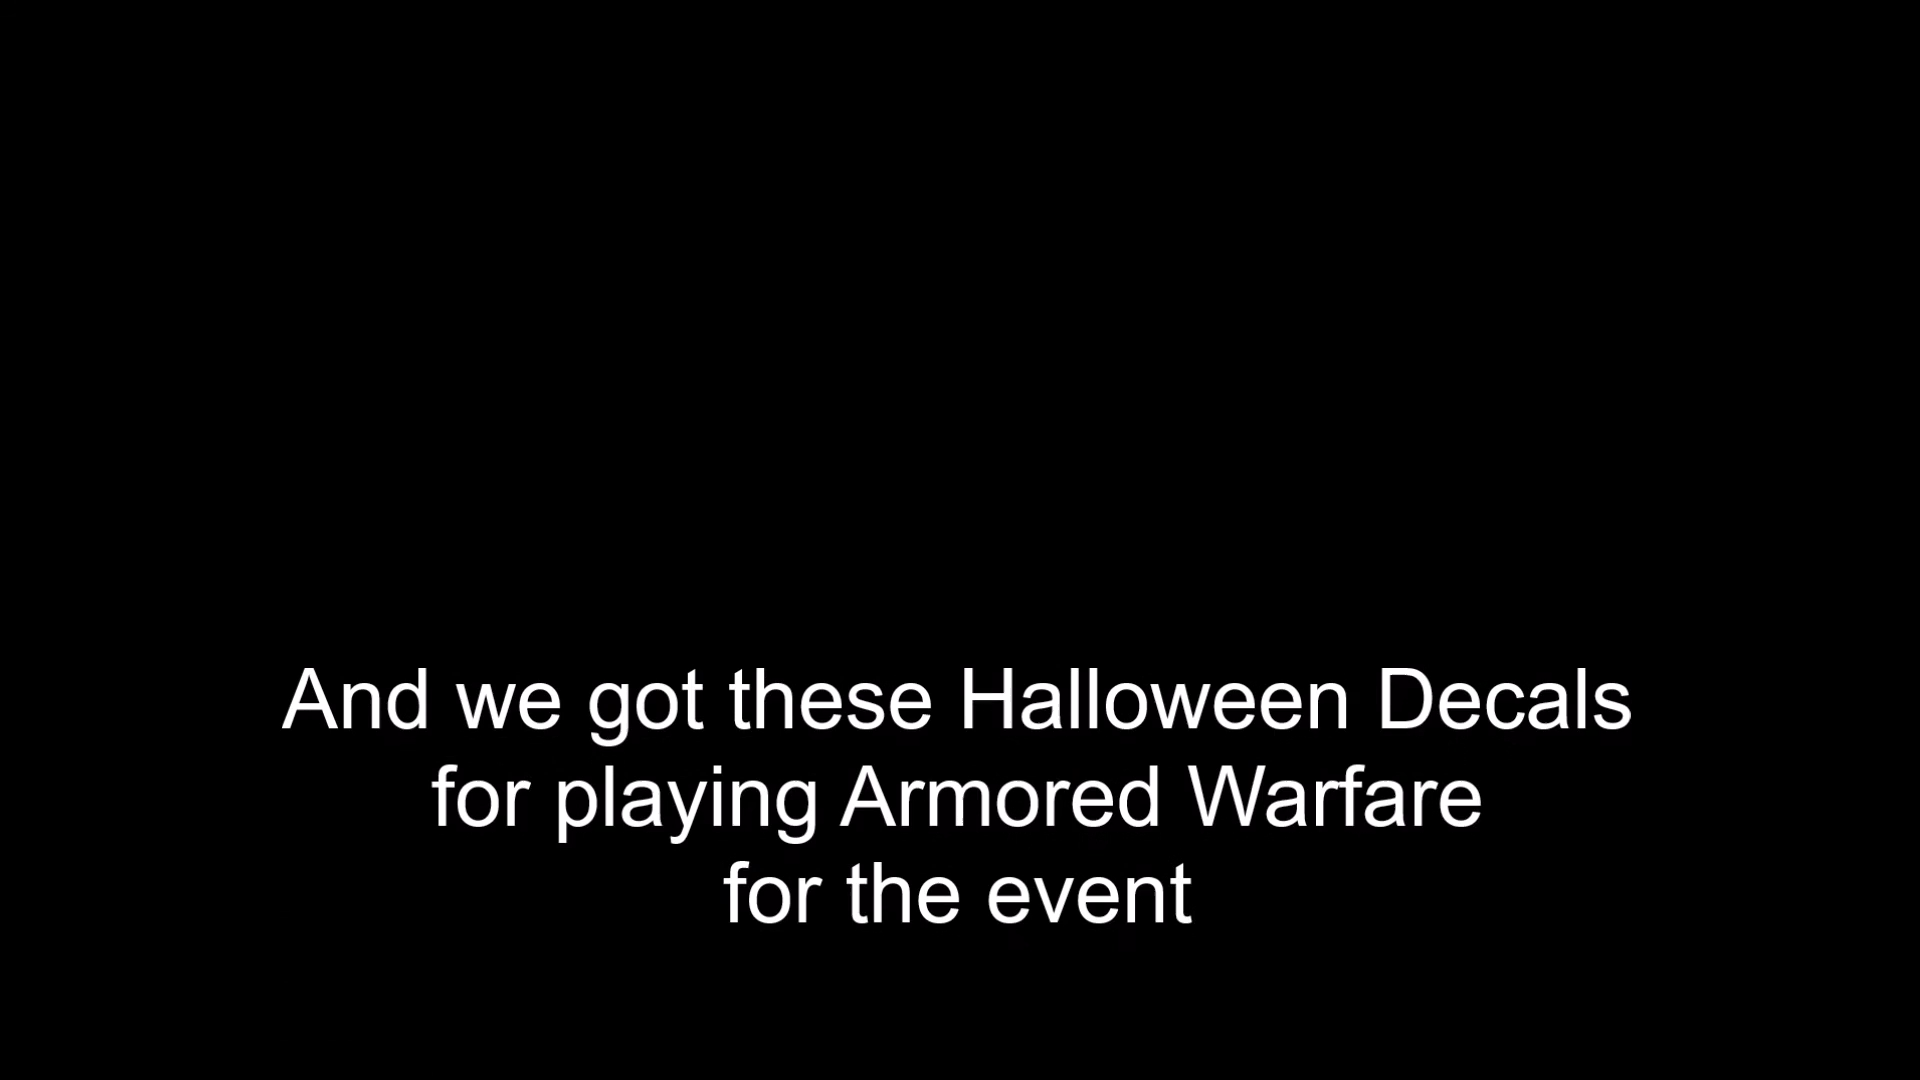 And we got these Halloween Decals
for playing Armored Warfare
for the event